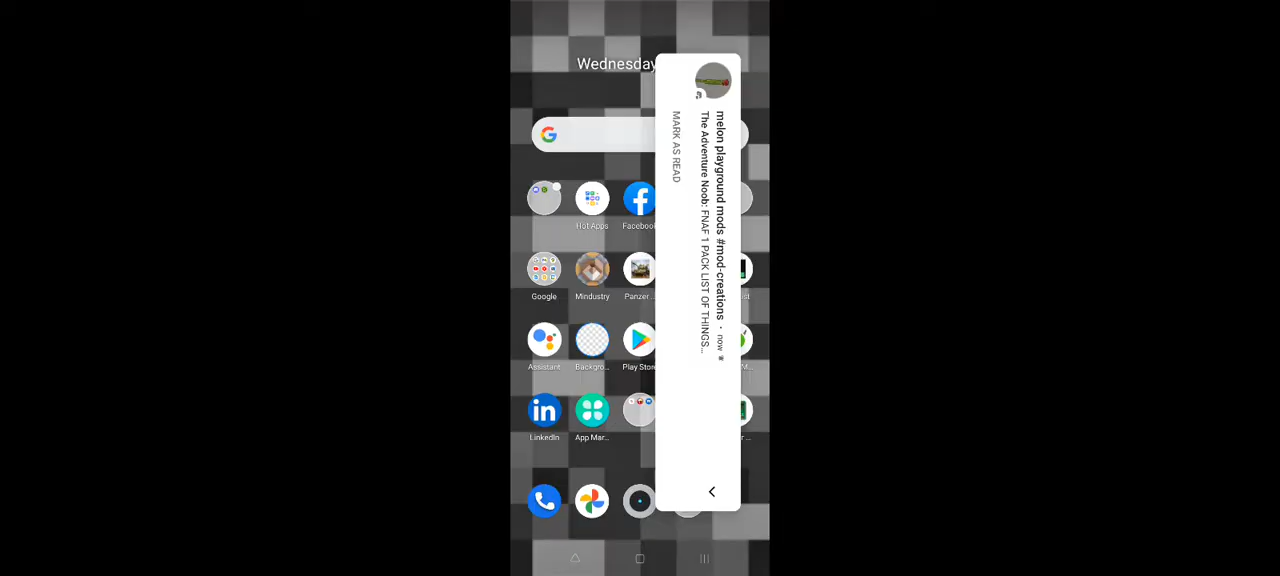 Wednesday
melon playground mods #mod-creations · now
The Adventure Noob: FNAF 1 PACK LIST OF THINGS...
MARK AS READ
Hot Apps
Facebook
Google
Mindustry
Panzer ...
ist
Assistant
Backgro...
Play Store
M...
LinkedIn
App Mar...
r ...